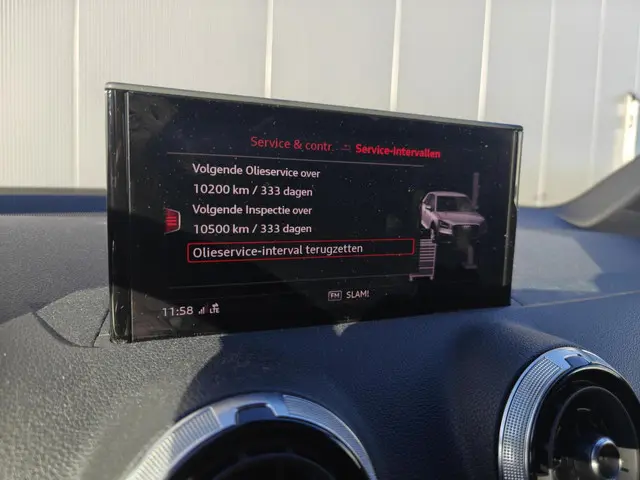 Service & contr. Service-intervallen
Volgende Olieservice over
10200 km / 333 dagen
Volgende Inspectie over
10500 km / 333 dagen
Olieservice-interval terugzetten
FM SLAM!
11:58 LTE